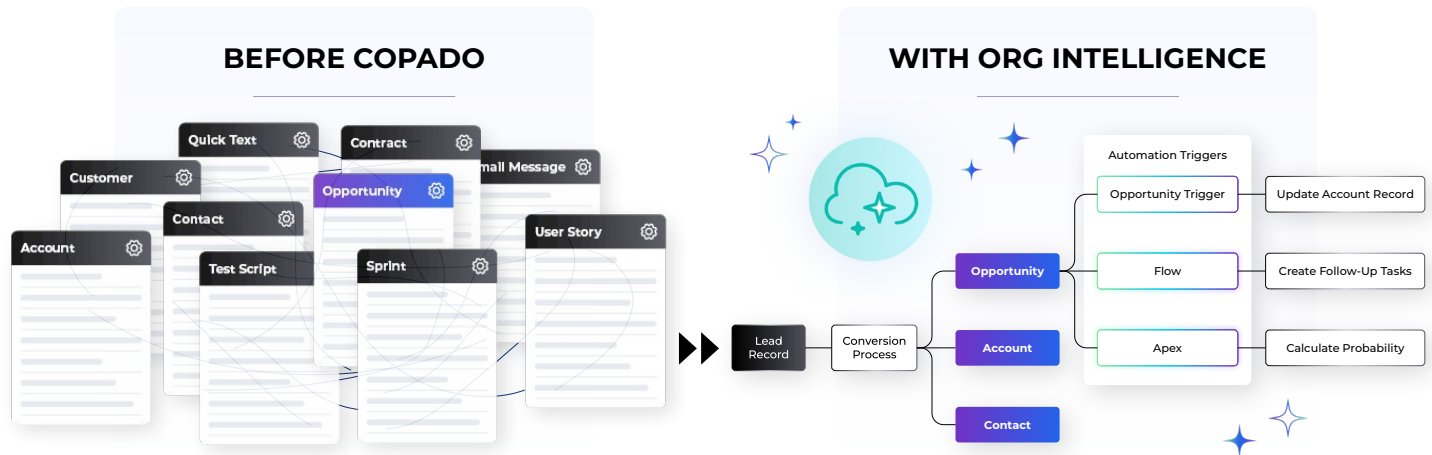 BEFORE COPADO
Quick Text
Contract
mail Message
Customer
Opportunity
Contact
User Story
Account
Test Script
Sprint
WITH ORG INTELLIGENCE
Automation Triggers
Opportunity Trigger
Update Account Record
Opportunity
Flow
Create Follow-Up Tasks
Lead
Record
Conversion
Process
Account
Apex
Calculate Probability
Contact